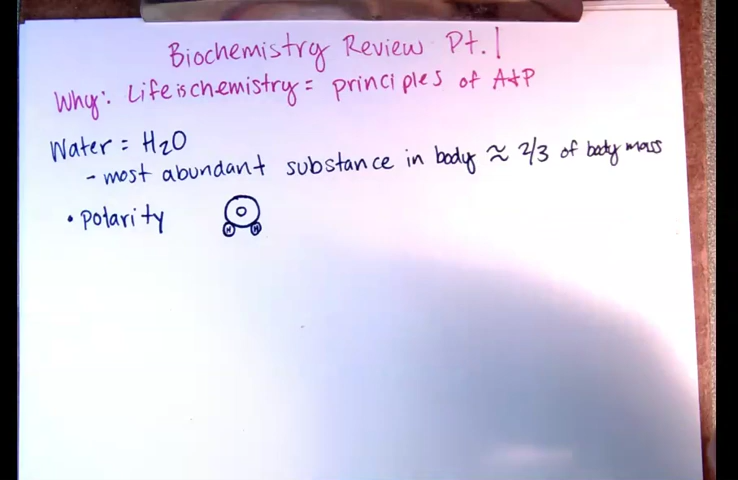 Biochemistry Review Pt. 1
Why: Life is chemistry = principles of A+P
Water = H2O
- most abundant substance in body ≈ 2/3 of body mass
• polarity
O
H H